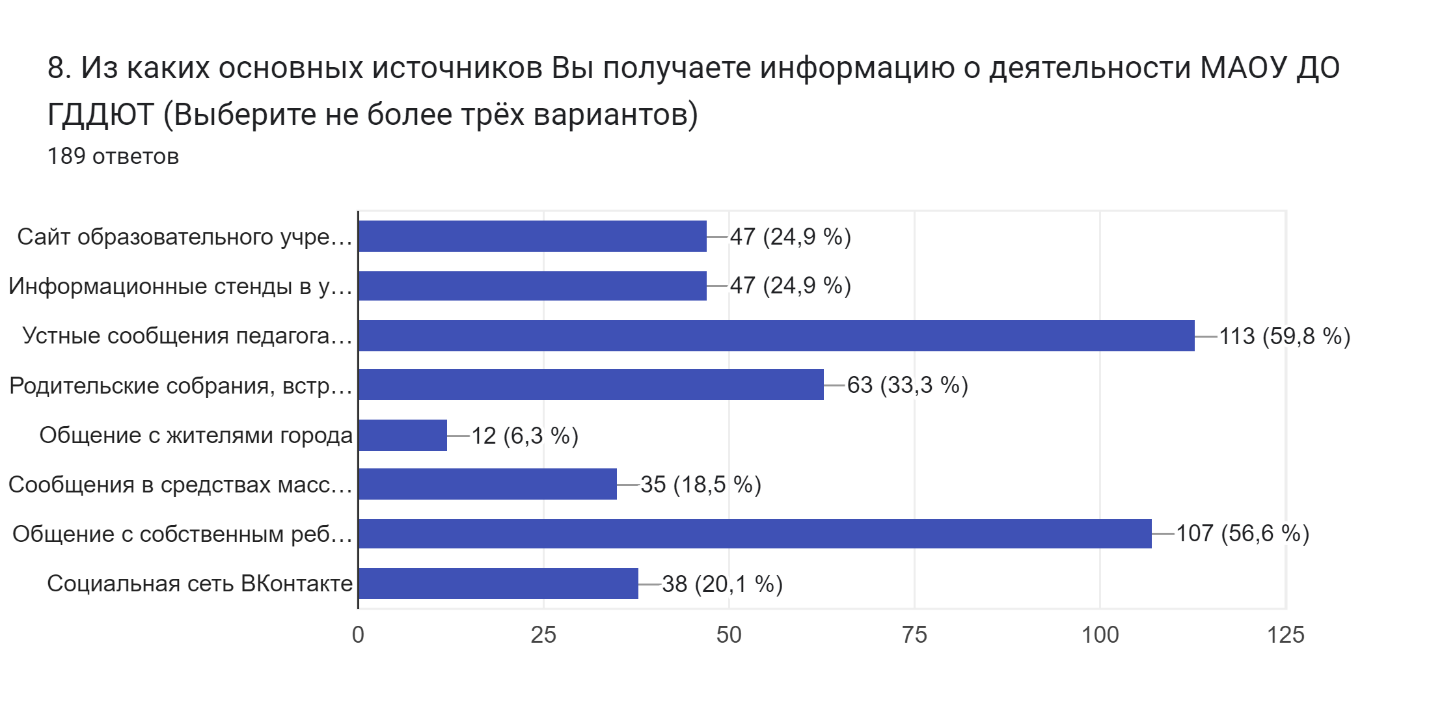 8. Из каких основных источников Вы получаете информацию о деятельности МАОУ ДО
ГДДЮТ (Выберите не более трёх вариантов)
189 ответов
Сайт образовательного учре… 47 (24,9 %)
Информационные стенды в у… 47 (24,9 %)
Устные сообщения педагога… 113 (59,8 %)
Родительские собрания, встр… 63 (33,3 %)
Общение с жителями города 12 (6,3 %)
Сообщения в средствах масс… 35 (18,5 %)
Общение с собственным реб… 107 (56,6 %)
Социальная сеть ВКонтакте 38 (20,1 %)
0 25 50 75 100 125